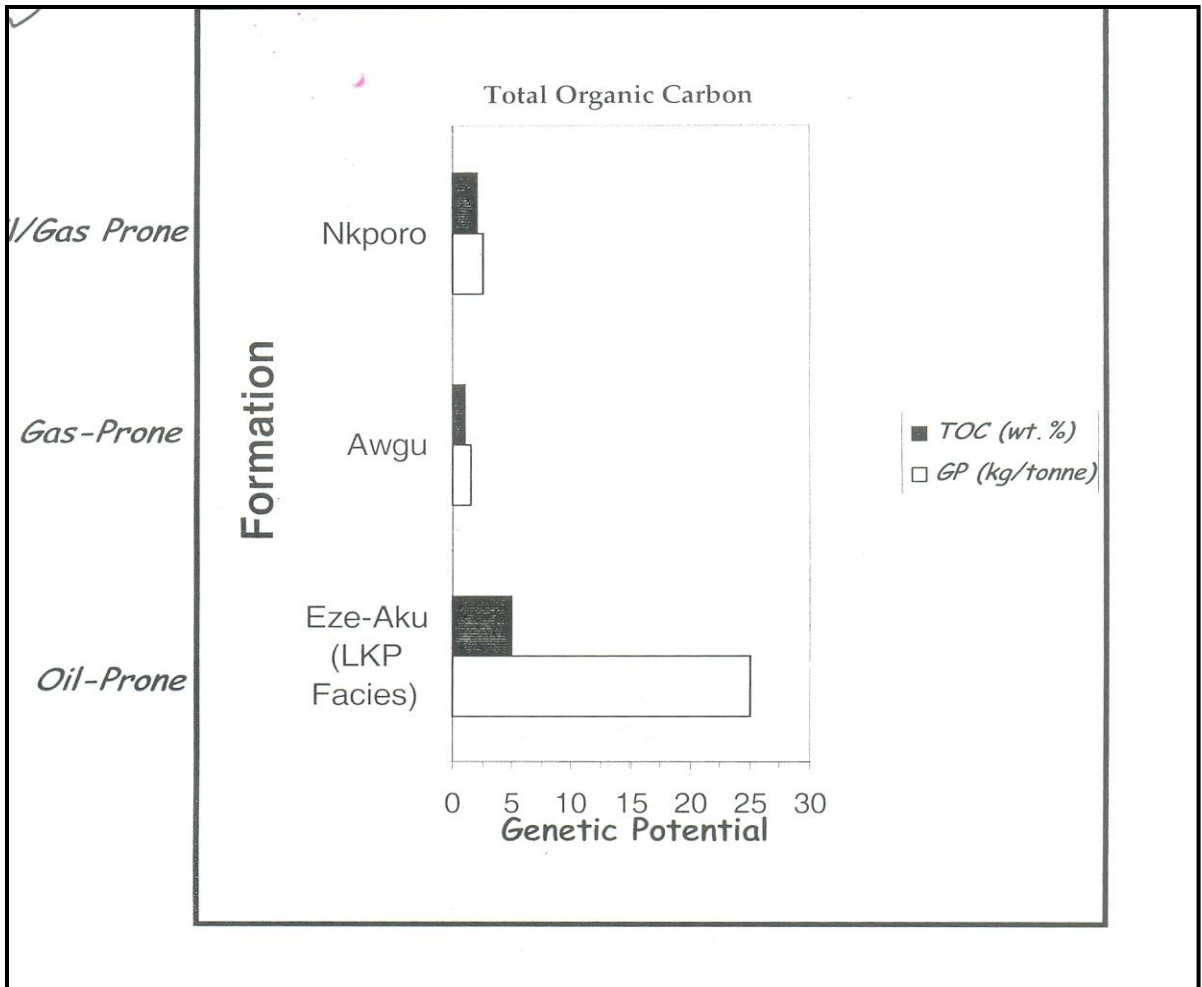 Total Organic Carbon
l/Gas Prone
Nkporo
Formation
Gas-Prone
Awgu
TOC (wt.%)
GP (kg/tonne)
Eze-Aku
(LKP
Facies)
Oil-Prone
0 5 10 15 20 25 30
Genetic Potential